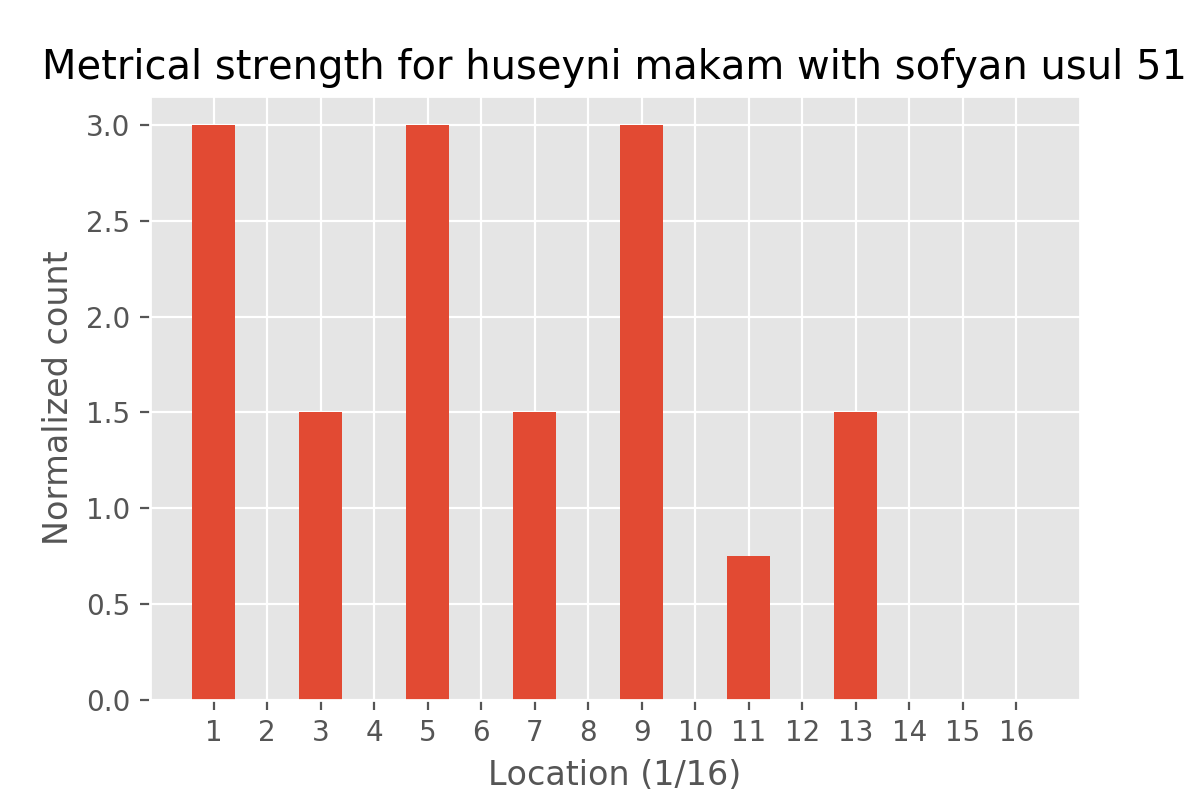 Metrical strength for huseyni makam with sofyan usul 51
3.0
2.5
2.0
1.5
1.0
0.5
0.0
Normalized count
1 2 3 4 5 6 7 8 9 10 11 12 13 14 15 16
Location (1/16)